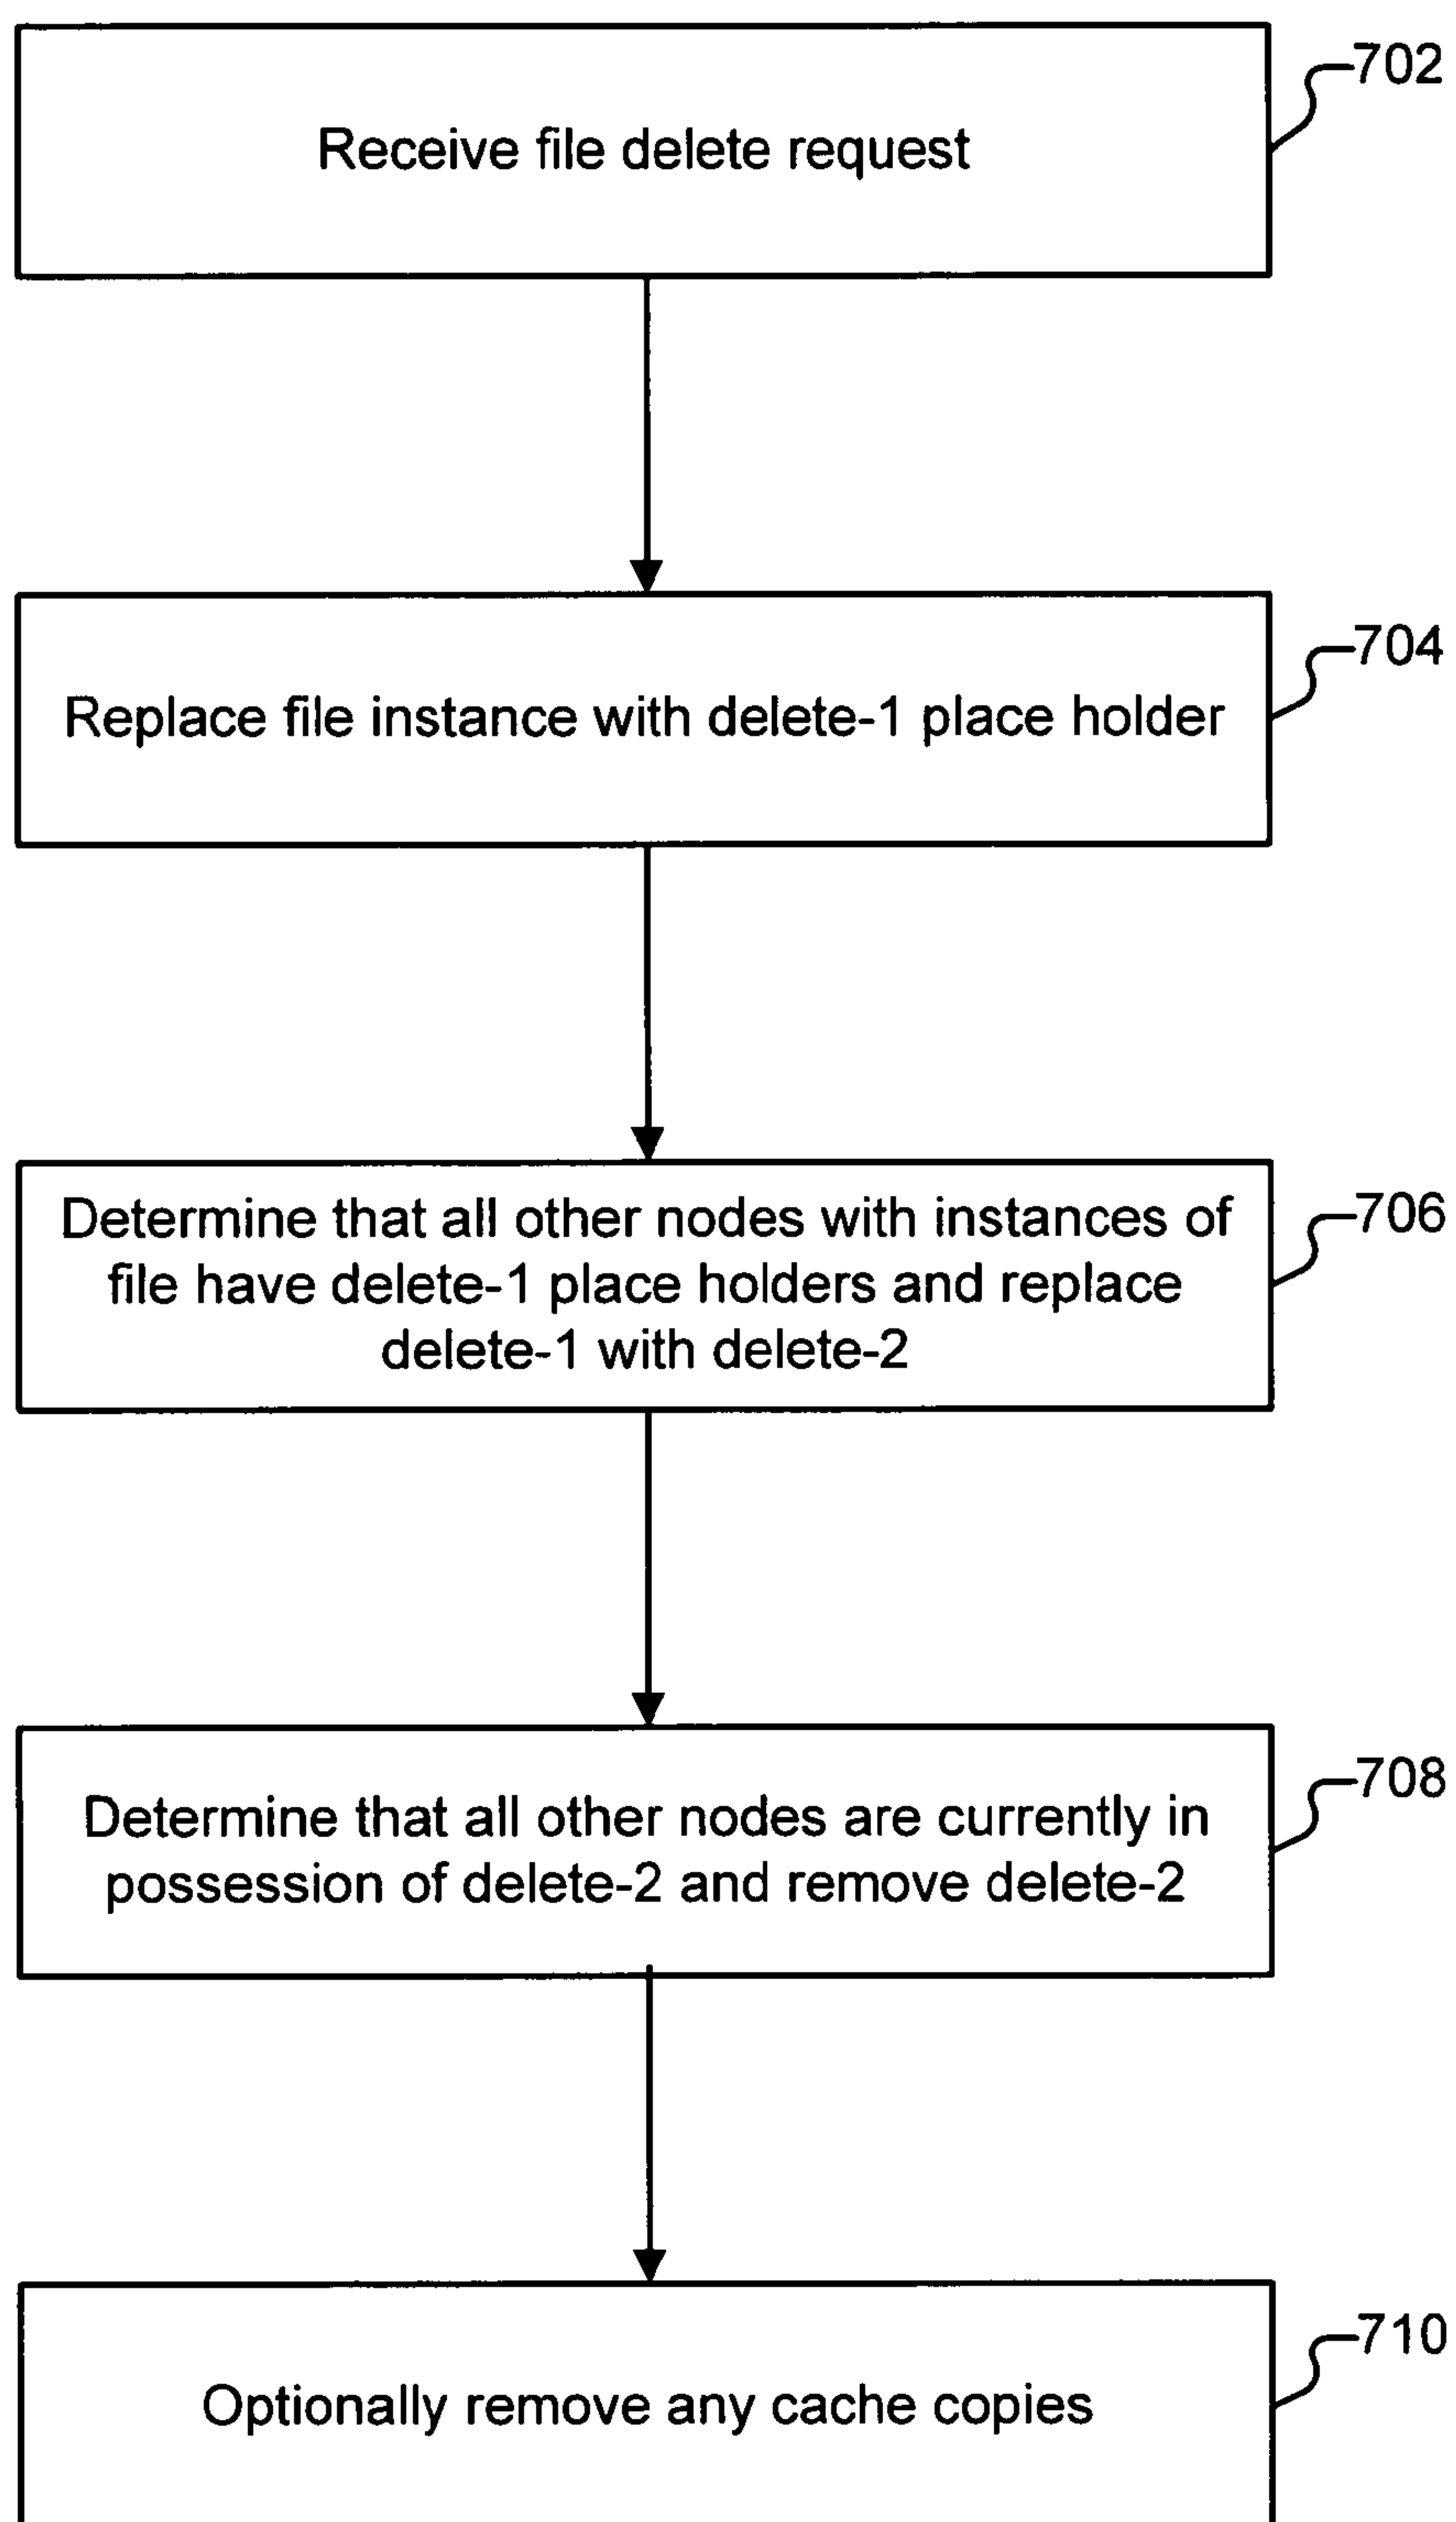 702
Receive file delete request
704
Replace file instance with delete-1 place holder
706
Determine that all other nodes with instances of
file have delete-1 place holders and replace
delete-1 with delete-2
708
Determine that all other nodes are currently in
possession of delete-2 and remove delete-2
710
Optionally remove any cache copies